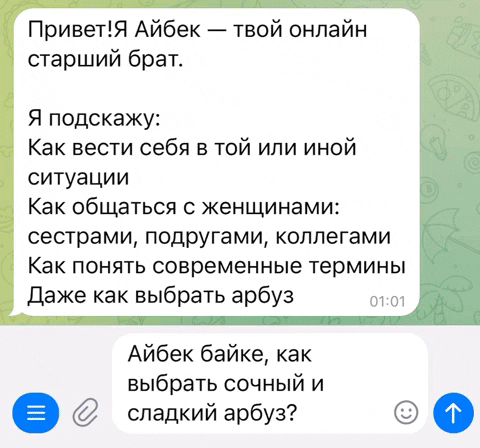 Привет!Я Айбек — твой онлайн
старший брат.
Я подскажу:
Как вести себя в той или иной
ситуации
Как общаться с женщинами:
сестрами, подругами, коллегами
Как понять современные термины
Даже как выбрать арбуз
01:01
Айбек байке, как
выбрать сочный и
сладкий арбуз?